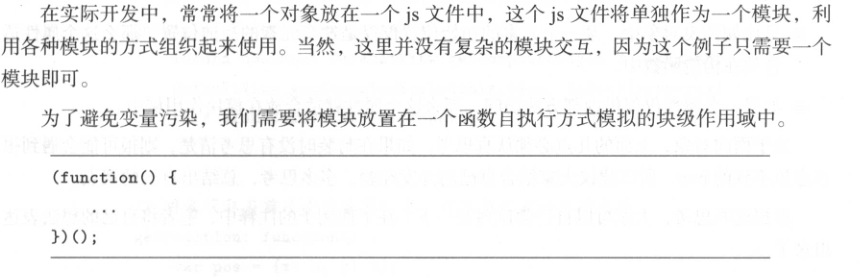 在实际开发中，常常将一个对象放在一个 js 文件中，这个 js 文件将单独作为一个模块，利
用各种模块的方式组织起来使用。当然，这里并没有复杂的模块交互，因为这个例子只需要一个
模块即可。
为了避免变量污染，我们需要将模块放置在一个函数自执行方式模拟的块级作用域中。
(function() {
...
})();